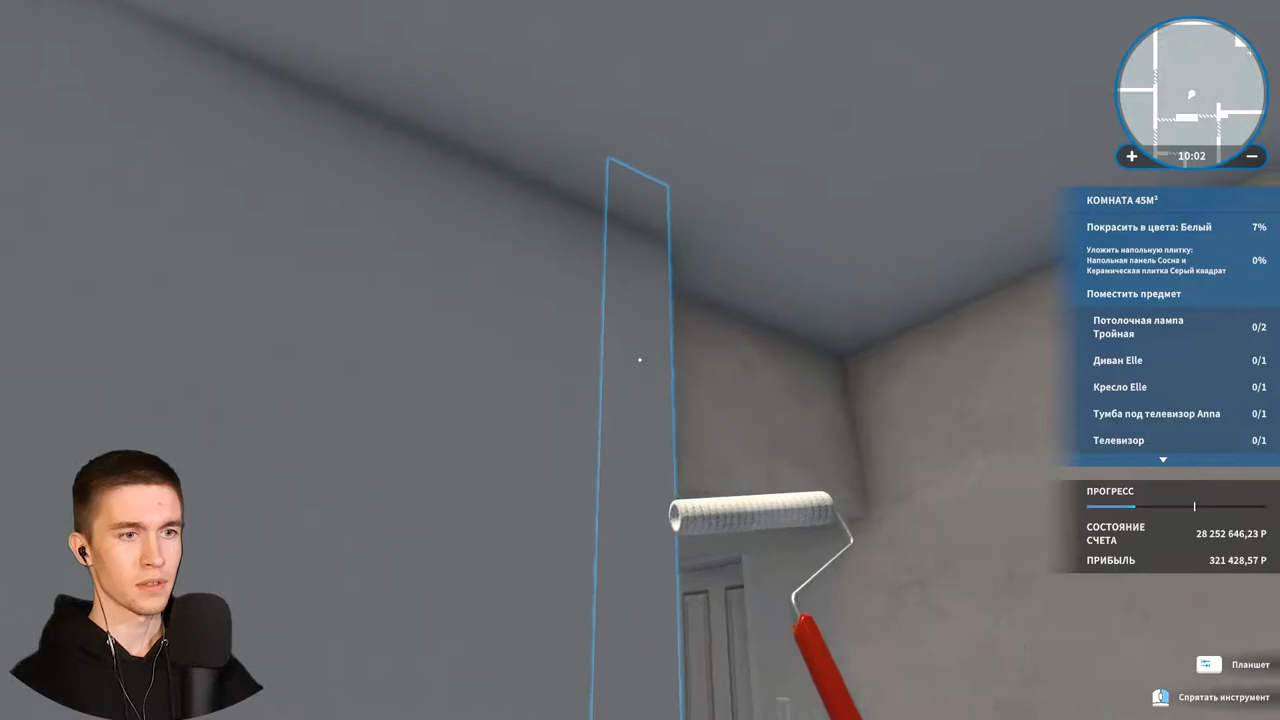 10:02
КОМНАТА 45М²
Покрасить в цвета: Белый 7%
Уложить напольную плитку:
Напольная панель Сосна и
Керамическая плитка Серый квадрат 0%
Поместить предмет
Потолочная лампа
Тройная 0/2
Диван Elle 0/1
Кресло Elle 0/1
Тумба под телевизор Anna 0/1
Телевизор 0/1
ПРОГРЕСС
СОСТОЯНИЕ
СЧЕТА 28 252 646,23 Р
ПРИБЫЛЬ 321 428,57 Р
Планшет
Спрятать инструмент